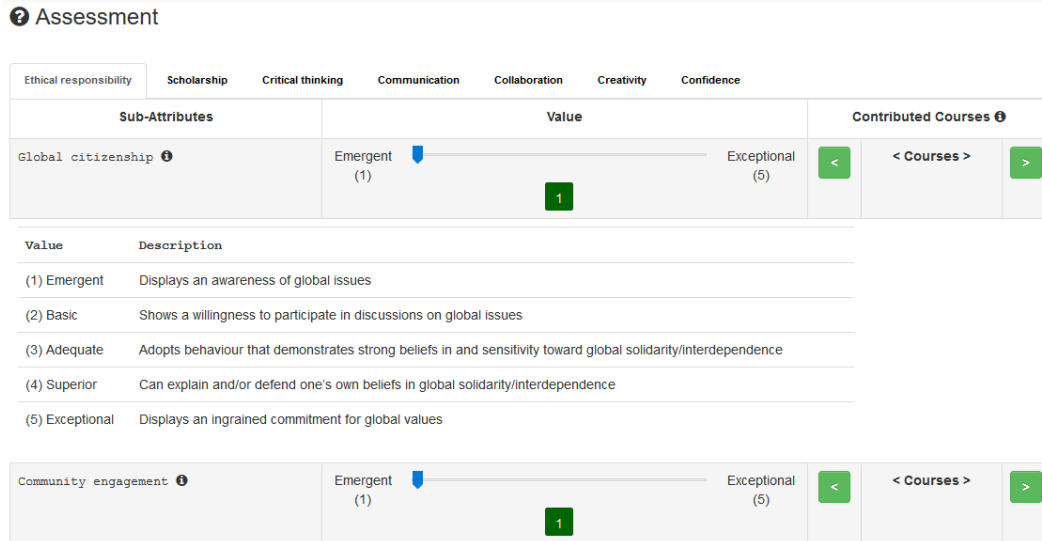 Assessment
Ethical responsibility Scholarship Critical thinking Communication Collaboration Creativity Confidence
Sub-Attributes Value Contributed Courses
Global citizenship Emergent Exceptional < < Courses > >
(1) (5)
1
Value Description
(1) Emergent Displays an awareness of global issues
(2) Basic Shows a willingness to participate in discussions on global issues
(3) Adequate Adopts behaviour that demonstrates strong beliefs in and sensitivity toward global solidarity/interdependence
(4) Superior Can explain and/or defend one's own beliefs in global solidarity/interdependence
(5) Exceptional Displays an ingrained commitment for global values
Community engagement Emergent Exceptional < < Courses > >
(1) (5)
1